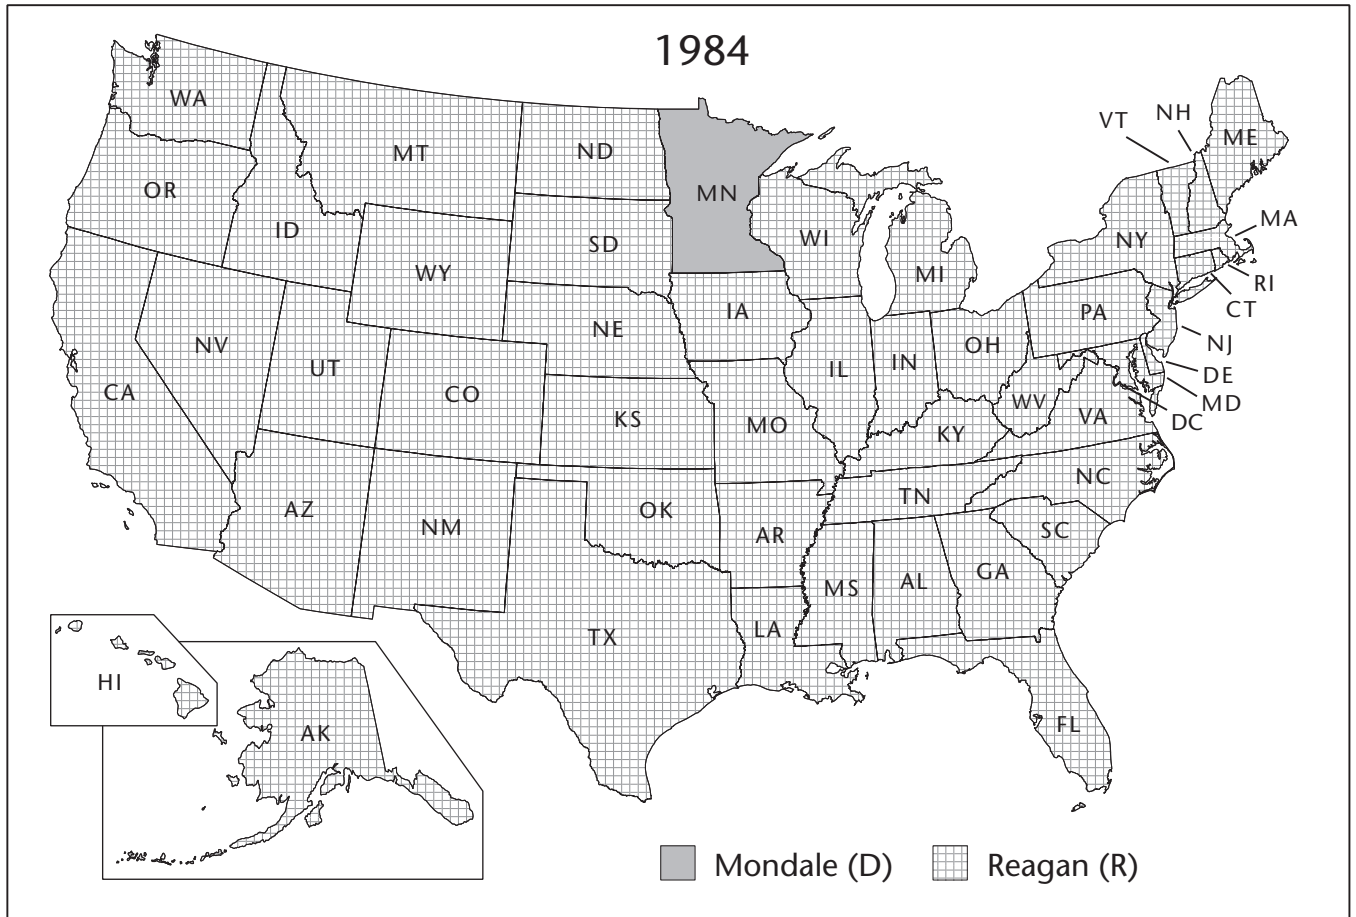 1984
WA
MT
ND
MN
OR
ID
WY
SD
WI
MI
NY
VT
NH
ME
MA
RI
CT
NJ
DE
MD
DC
PA
IA
NE
NV
UT
CO
CA
KS
MO
IL
IN
OH
WV
VA
KY
NC
TN
SC
AZ
NM
OK
AR
MS
AL
GA
LA
TX
FL
HI
AK
Mondale (D)
Reagan (R)